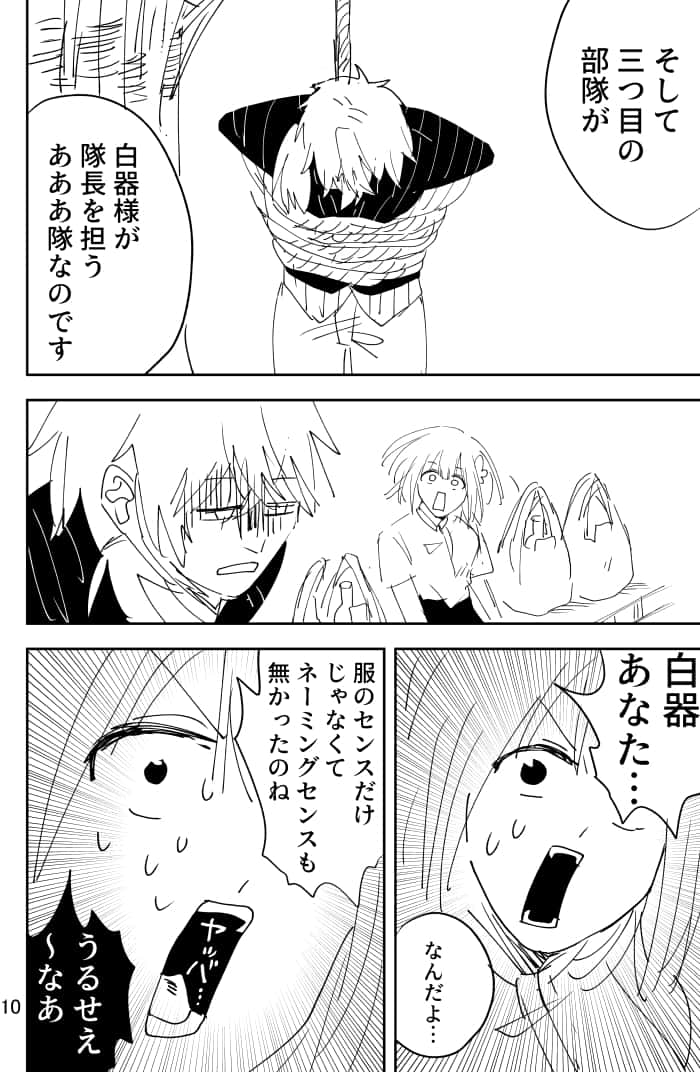 そして
三つ目の
部隊が
白器様が
隊長を担う
あああ隊なのです
白器
あなた…
なんだよ…
服のセンスだけ
じゃなくて
ネーミングセンスも
無かったのね
ヤッバ…
うるせえ
～なあ
10